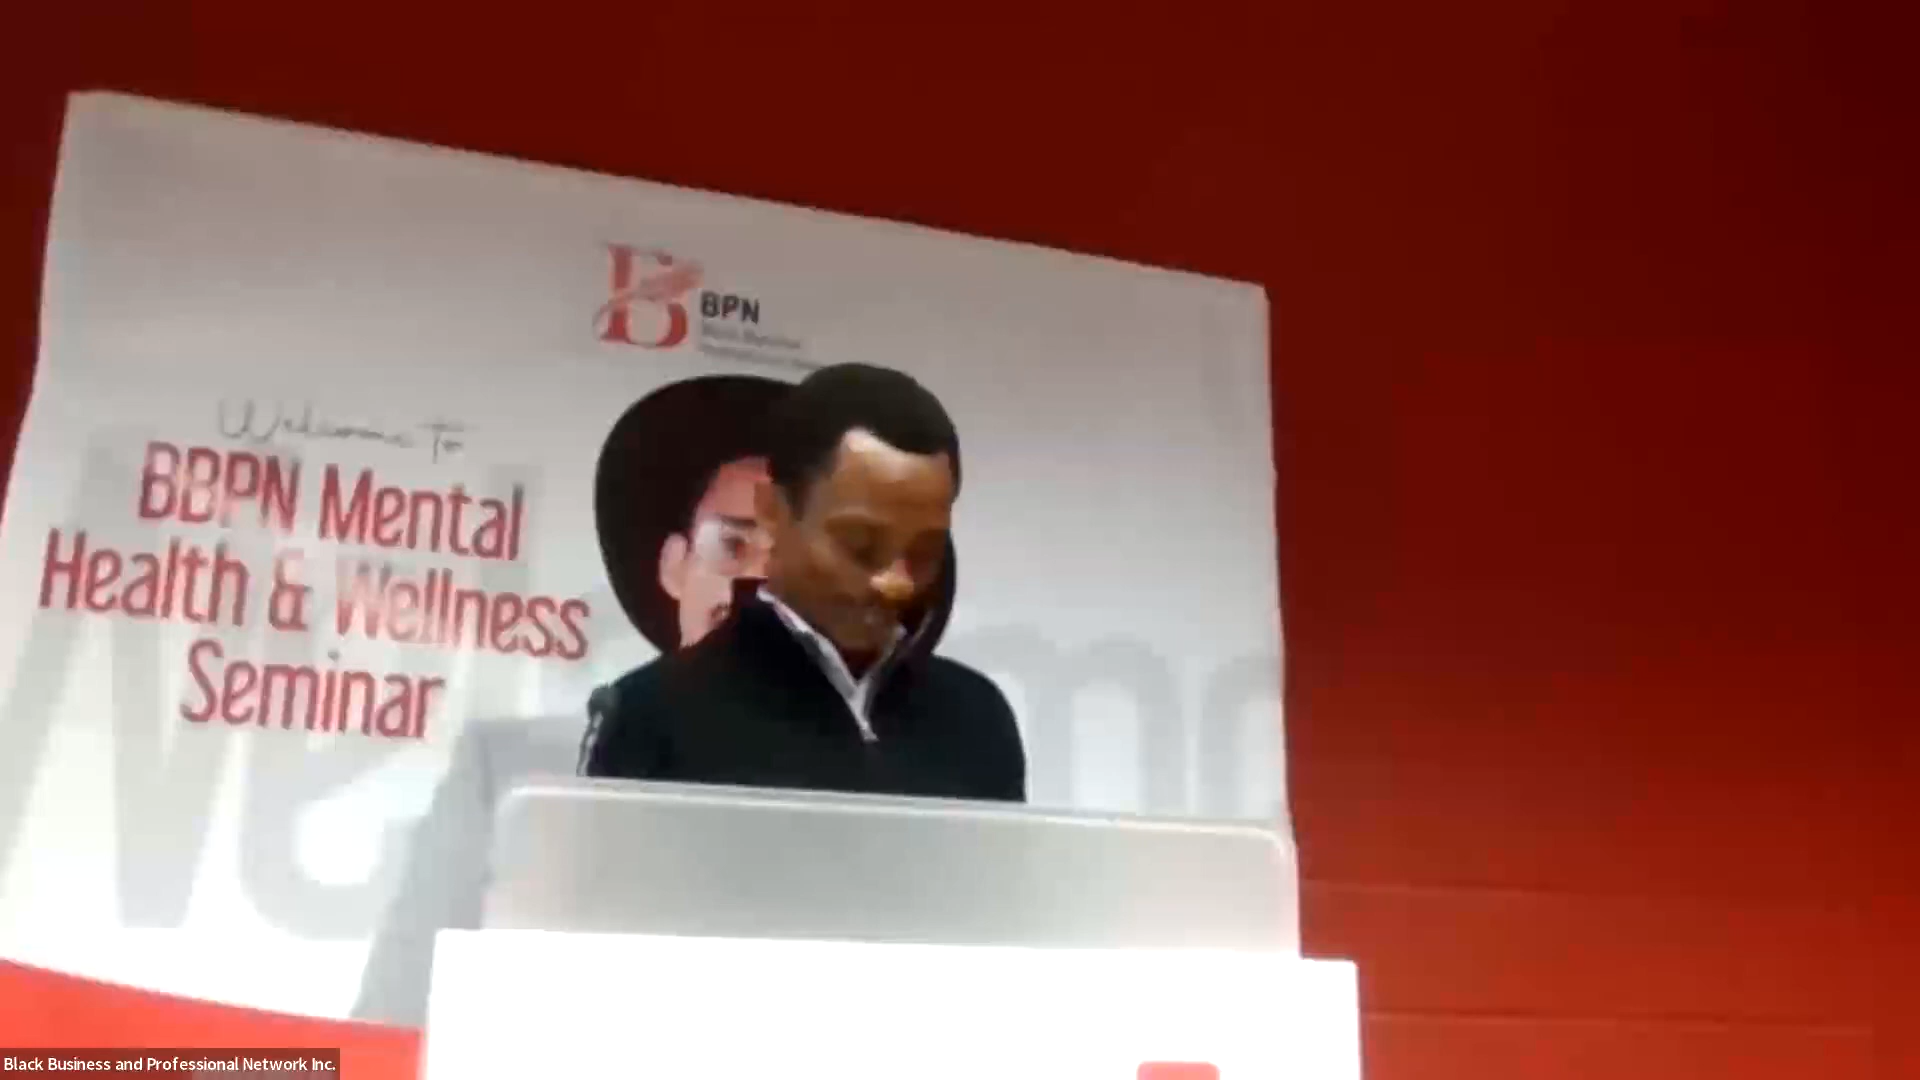 BPN
Welcome To
BBPN Mental
Health & Wellness
Seminar
Black Business and Professional Network Inc.